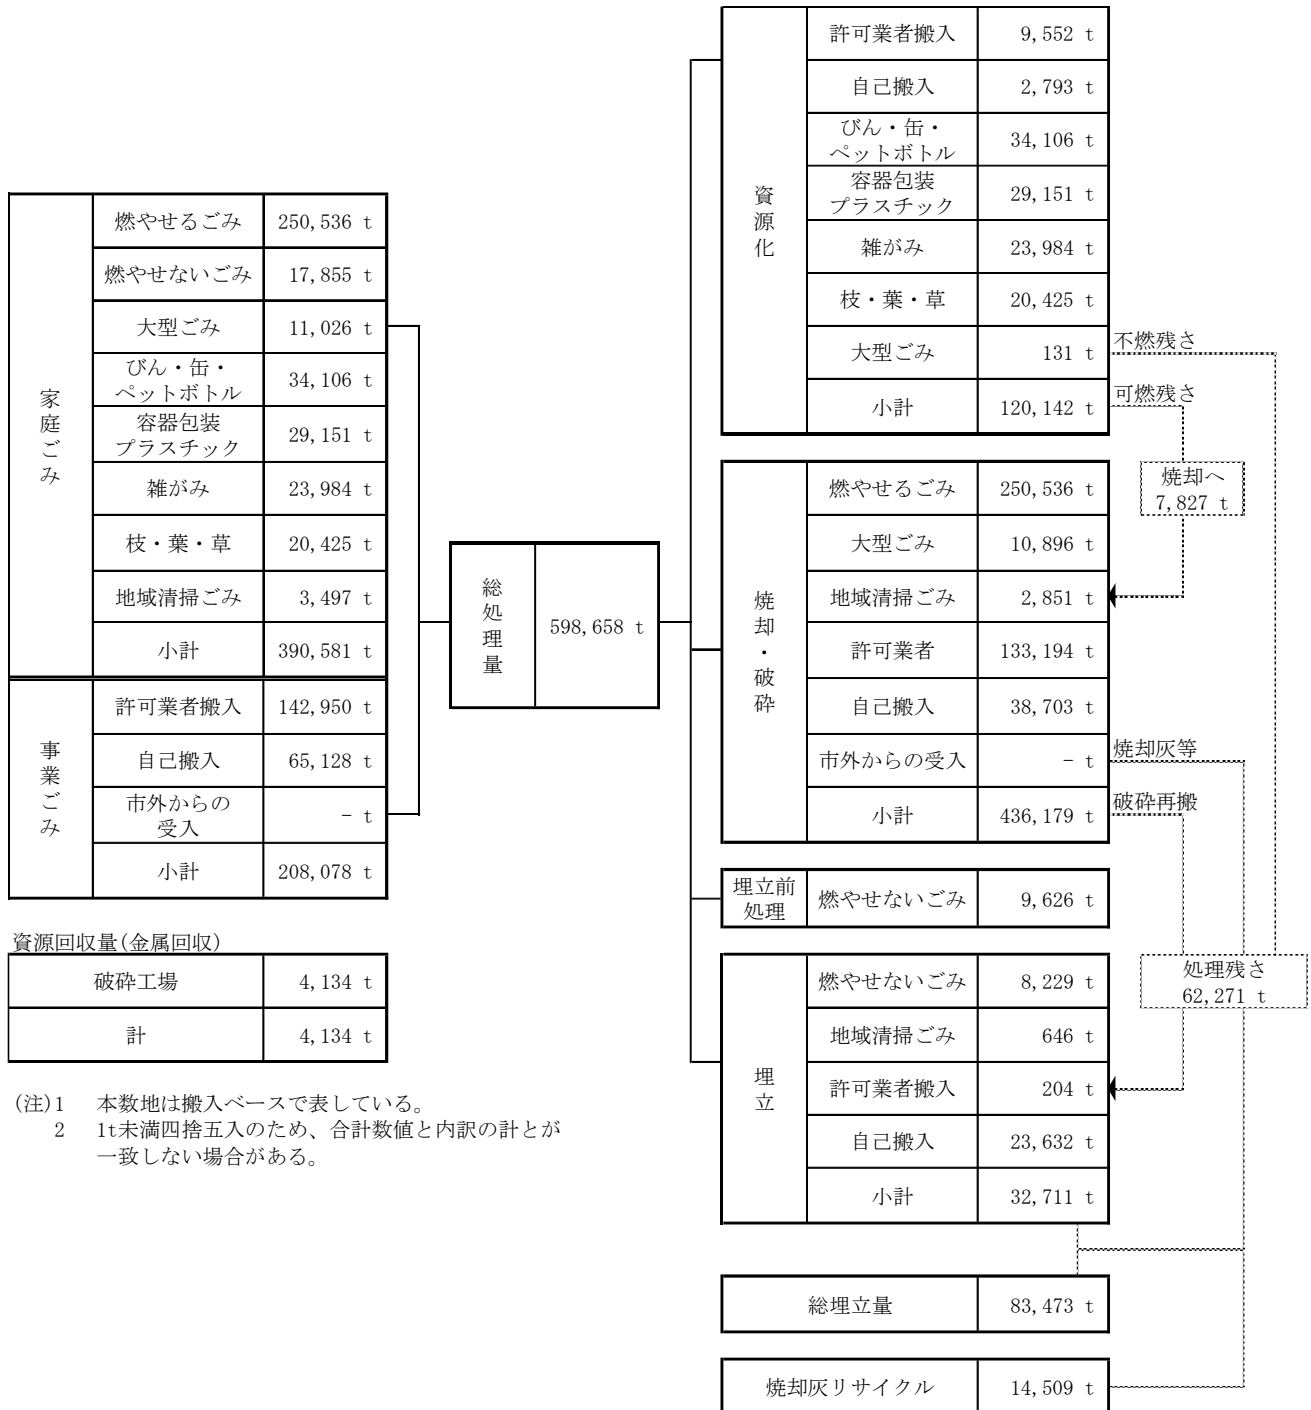 家庭ごみ
燃やせるごみ 250,536 t
燃やせないごみ 17,855 t
大型ごみ 11,026 t
びん・缶・
ペットボトル 34,106 t
容器包装
プラスチック 29,151 t
雑がみ 23,984 t
枝・葉・草 20,425 t
地域清掃ごみ 3,497 t
小計 390,581 t
事業ごみ
許可業者搬入 142,950 t
自己搬入 65,128 t
市外からの
受入 - t
小計 208,078 t
資源回収量(金属回収)
破砕工場 4,134 t
計 4,134 t
(注)1 本数地は搬入ベースで表している。
2 1t未満四捨五入のため、合計数値と内訳の計とが
一致しない場合がある。
総処理量 598,658 t
資源化
許可業者搬入 9,552 t
自己搬入 2,793 t
びん・缶・
ペットボトル 34,106 t
容器包装
プラスチック 29,151 t
雑がみ 23,984 t
枝・葉・草 20,425 t
大型ごみ 131 t
小計 120,142 t
不燃残さ
可燃残さ
焼却へ
7,827 t
焼却・破砕
燃やせるごみ 250,536 t
大型ごみ 10,896 t
地域清掃ごみ 2,851 t
許可業者 133,194 t
自己搬入 38,703 t
市外からの受入 - t
小計 436,179 t
焼却灰等
破砕再搬
埋立前
処理
燃やせないごみ 9,626 t
処理残さ
62,271 t
埋立
燃やせないごみ 8,229 t
地域清掃ごみ 646 t
許可業者搬入 204 t
自己搬入 23,632 t
小計 32,711 t
総埋立量 83,473 t
焼却灰リサイクル 14,509 t